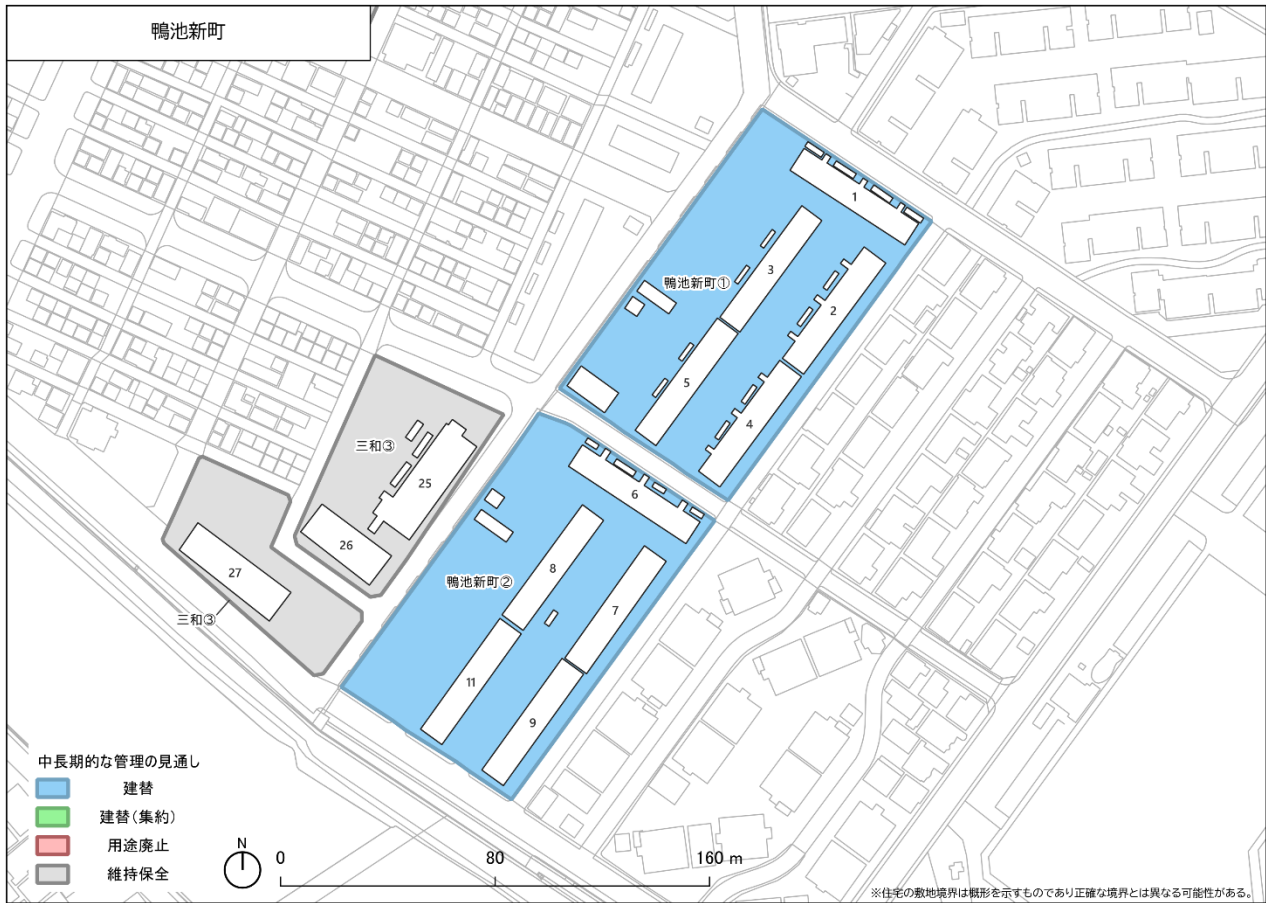 鴨池新町
1
3
2
鴨池新町①
5
4
三和③
25
6
26
8
鴨池新町②
27
7
三和③
11
9
中長期的な管理の見通し
建替
建替(集約)
用途廃止
維持保全
N
0 80 160 m
※住宅の敷地境界は概形を示すものであり正確な境界とは異なる可能性がある。